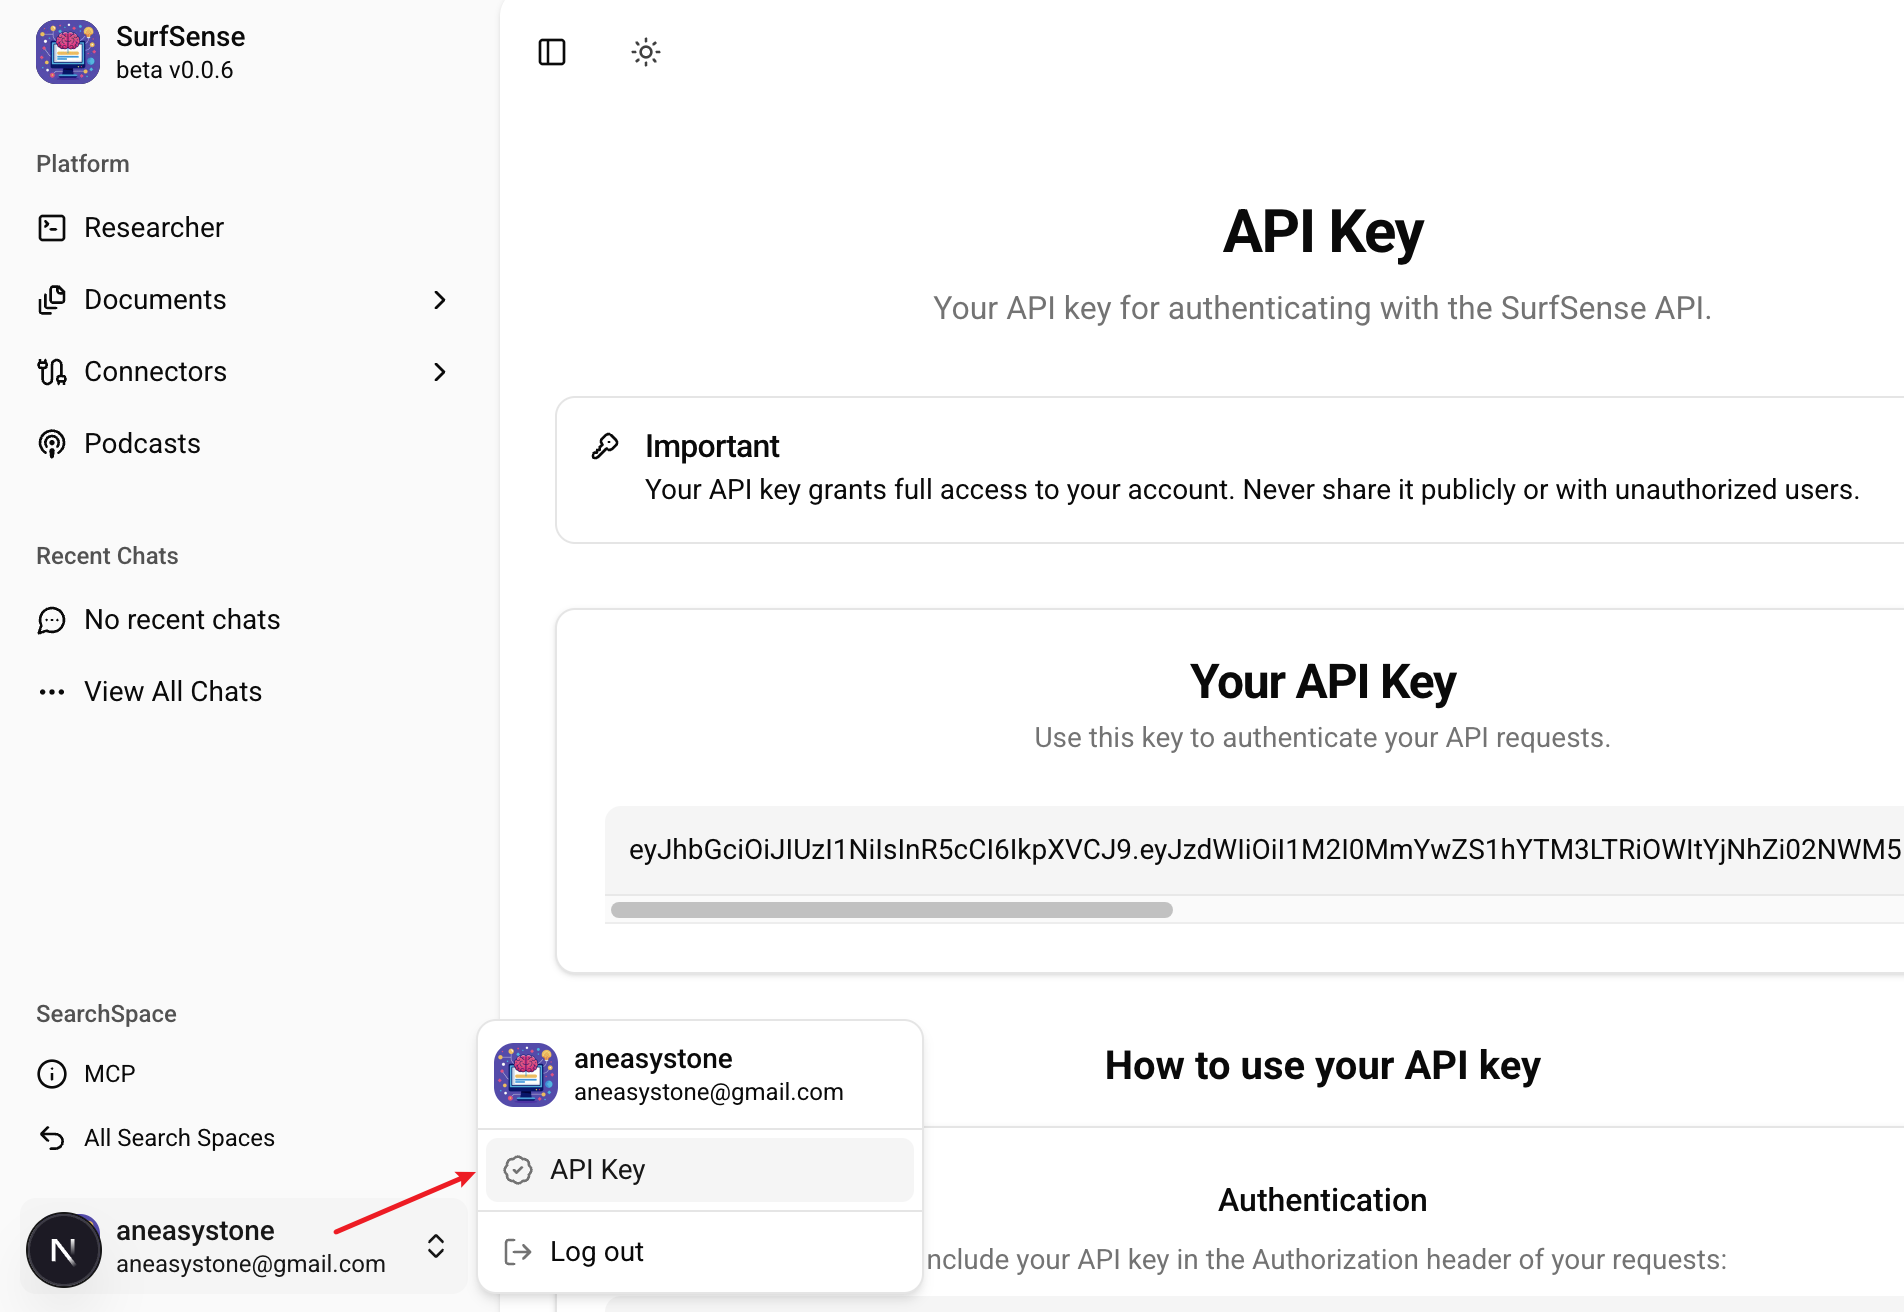 SurfSense
beta v0.0.6
Platform
Researcher
Documents
Connectors
Podcasts
Recent Chats
No recent chats
View All Chats
SearchSpace
MCP
All Search Spaces
N
aneasystone
aneasystone@gmail.com
API Key
Your API key for authenticating with the SurfSense API.
Important
Your API key grants full access to your account. Never share it publicly or with unauthorized users.
Your API Key
Use this key to authenticate your API requests.
eyJhbGciOiJIUzI1NiIsInR5cCI6IkpXVCJ9.eyJzdWIiOiI1M2I0MmYwZS1hYTM3LTRiOWItYjNhZi02NWM5
aneasystone
aneasystone@gmail.com
API Key
Log out
How to use your API key
Authentication
nclude your API key in the Authorization header of your requests: